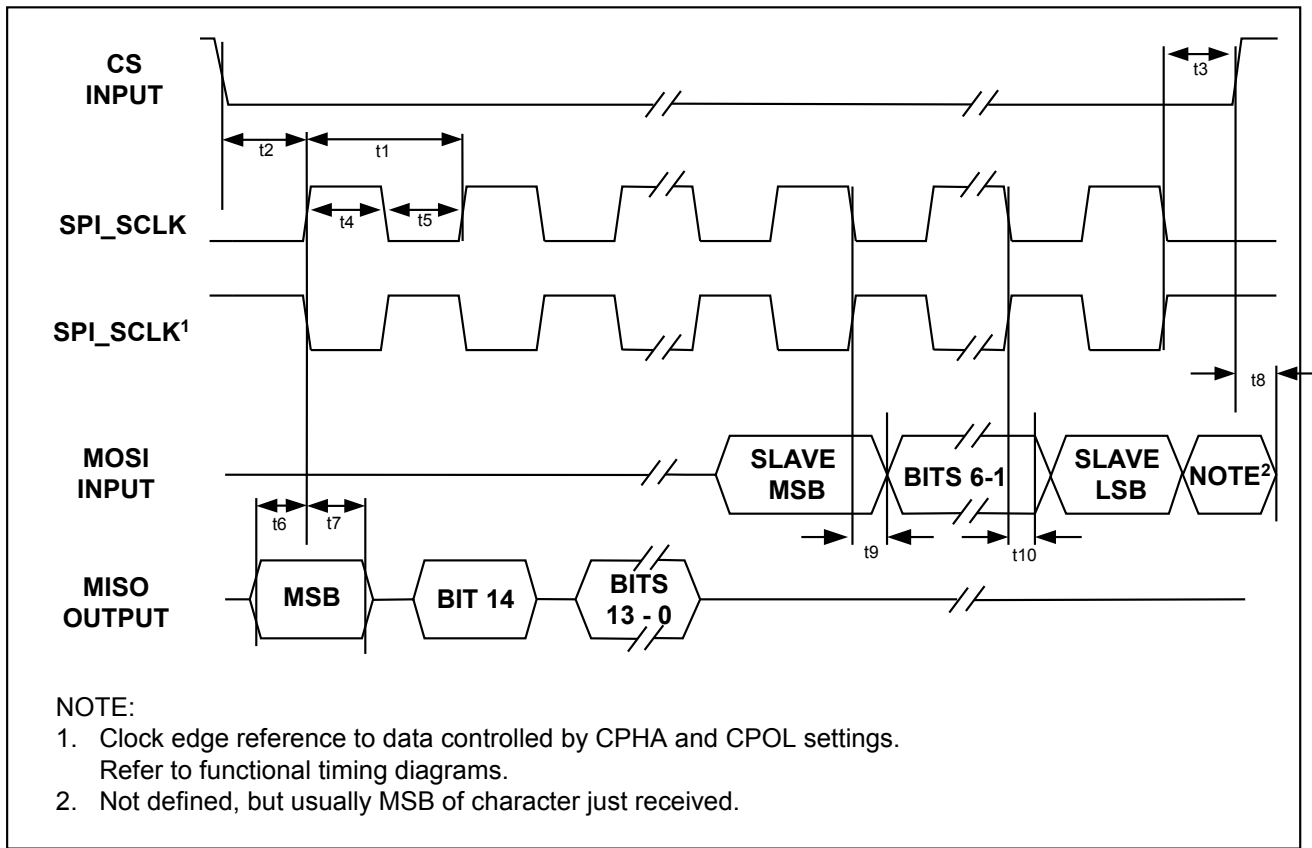 CS
INPUT
t3
t2
t1
SPI_SCLK
t4
t5
SPI_SCLK1
t8
MOSI
INPUT
SLAVE
MSB
BITS 6-1
SLAVE
LSB
NOTE2
t6
t7
t9
t10
MISO
OUTPUT
MSB
BIT 14
BITS
13 - 0
NOTE:
1. Clock edge reference to data controlled by CPHA and CPOL settings.
Refer to functional timing diagrams.
2. Not defined, but usually MSB of character just received.